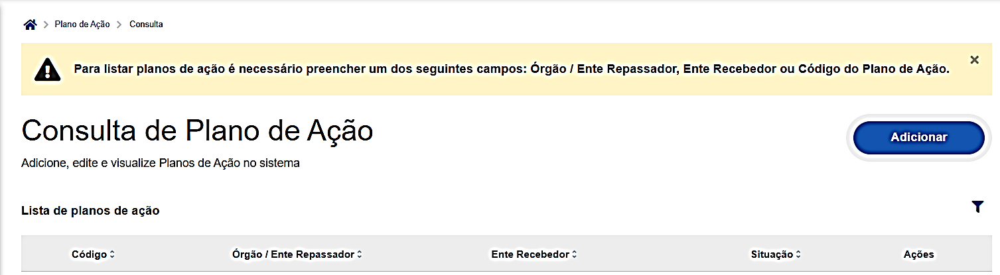 Plano de Ação Consulta
Para listar planos de ação é necessário preencher um dos seguintes campos: Órgão / Ente Repassador, Ente Recebedor ou Código do Plano de Ação.
Consulta de Plano de Ação
Adicionar
Adicione, edite e visualize Planos de Ação no sistema
Lista de planos de ação
Código Órgão / Ente Repassador Ente Recebedor Situação Ações